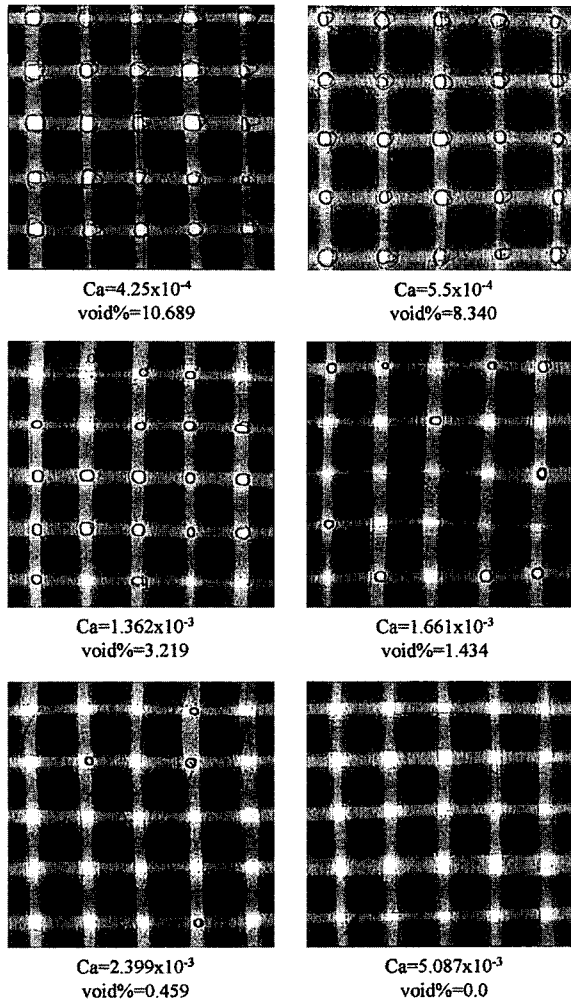 Ca=4.25x10⁻⁴
void%=10.689
Ca=5.5x10⁻⁴
void%=8.340
Ca=1.362x10⁻³
void%=3.219
Ca=1.661x10⁻³
void%=1.434
Ca=2.399x10⁻³
void%=0.459
Ca=5.087x10⁻³
void%=0.0